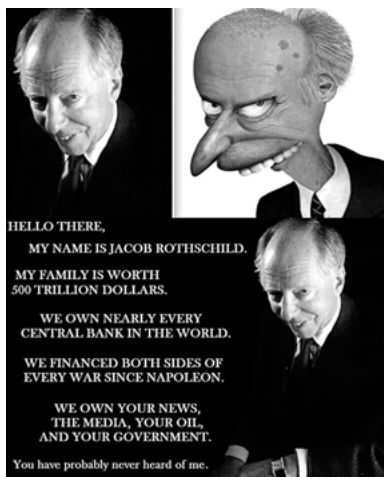 HELLO THERE,
MY NAME IS JACOB ROTHSCHILD.
MY FAMILY IS WORTH
500 TRILLION DOLLARS.
WE OWN NEARLY EVERY
CENTRAL BANK IN THE WORLD.
WE FINANCED BOTH SIDES OF
EVERY WAR SINCE NAPOLEON.
WE OWN YOUR NEWS,
THE MEDIA, YOUR OIL,
AND YOUR GOVERNMENT.
You have probably never heard of me.